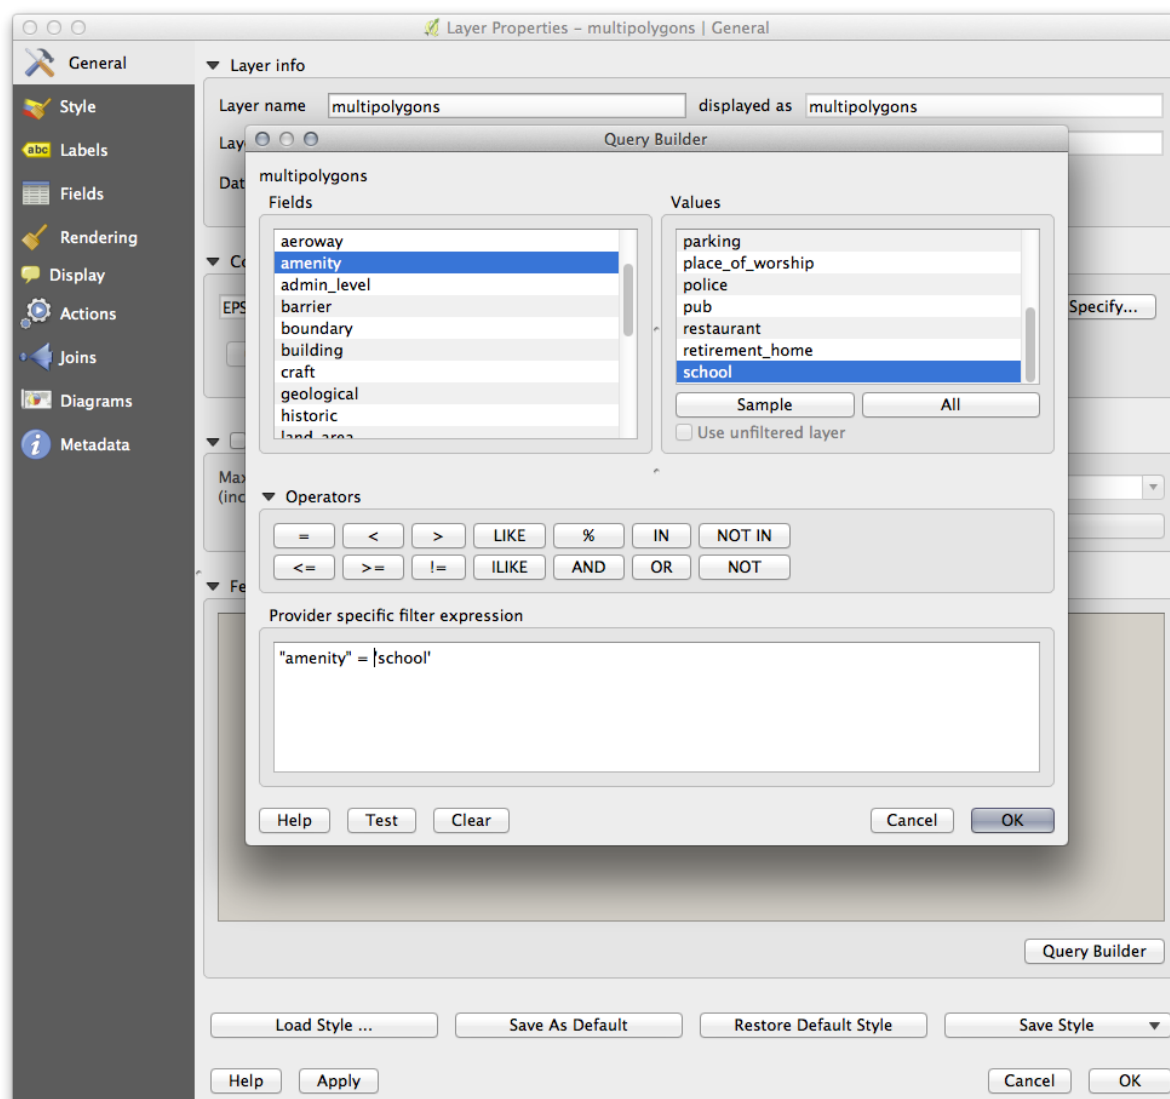 Layer Properties – multipolygons | General
General
Style
abc Labels
Fields
Rendering
Display
Actions
Joins
Diagrams
Metadata
Layer info
Layer name multipolygons displayed as multipolygons
Query Builder
multipolygons
Fields
aeroway
amenity
admin_level
barrier
boundary
building
craft
geological
historic
land_area
Values
parking
place_of_worship
police
pub
restaurant
retirement_home
school
Sample All
Use unfiltered layer
Specify...
Operators
= < > LIKE % IN NOT IN
<= >= != ILIKE AND OR NOT
Provider specific filter expression
"amenity" = 'school'
Help Test Clear Cancel OK
Query Builder
Load Style ... Save As Default Restore Default Style Save Style
Help Apply Cancel OK